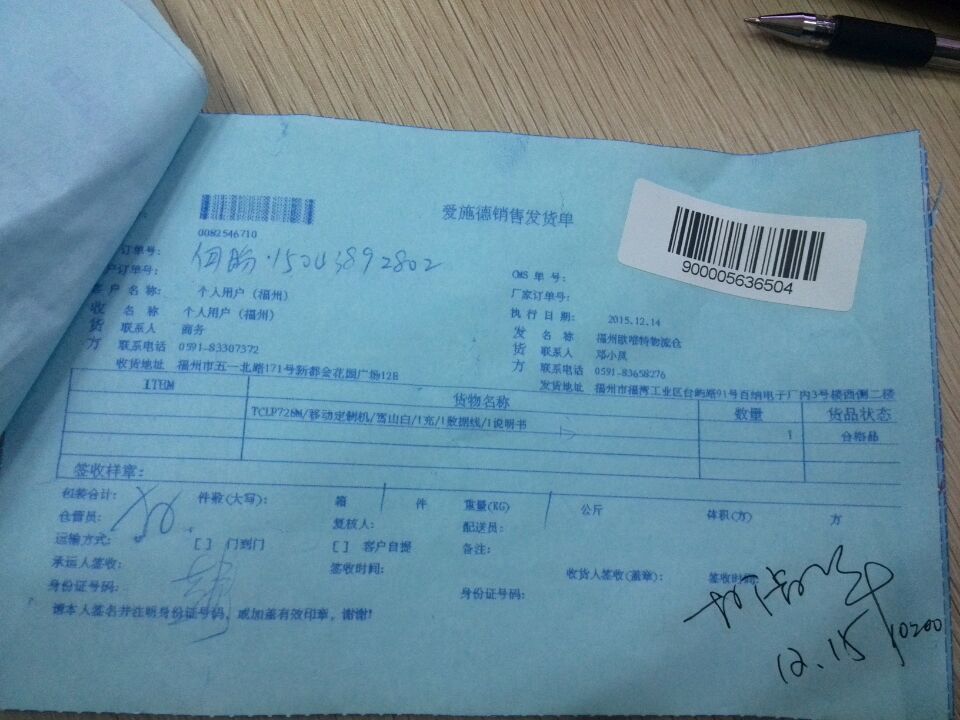 爱施德销售发货单
0082546710
900005636504
订单号:
户订单号: 15043892802
CMS 单 号:
厂家订单号:
客 户 名 称: 个人用户(福州)
执 行 日 期: 2015.12.14
收货方
名 称 个人用户(福州)
联系人 商务
联系电话 0591-83307372
收货地址 福州市五一北路171号新都会花园广场12E
发货方
名 称 福州欧唯特物流仓
联系人 邓小凤
联系电话 0591-83658276
发货地址 福州市福湾工业区台屿路91号百纳电子厂内3号楼西侧二楼
ITEM 货物名称 数量 货品状态
TCLP728M/移动定制机/雪山白/1充/1数据线/1说明书 1 合格品
签收样章:
包装合计: 件数(大写): 箱 件 重量(KG) 公斤 体积(方) 方
仓管员: 复核人: 配送员:
运输方式: [ ] 门到门 [ ] 客户自提 备注:
承运人签收: 签收时间: 收货人签收(盖章): 签收时间:
身份证号码: 身份证号码:
请本人签名并注明身份证号码，或加盖有效印章，谢谢!
12.15